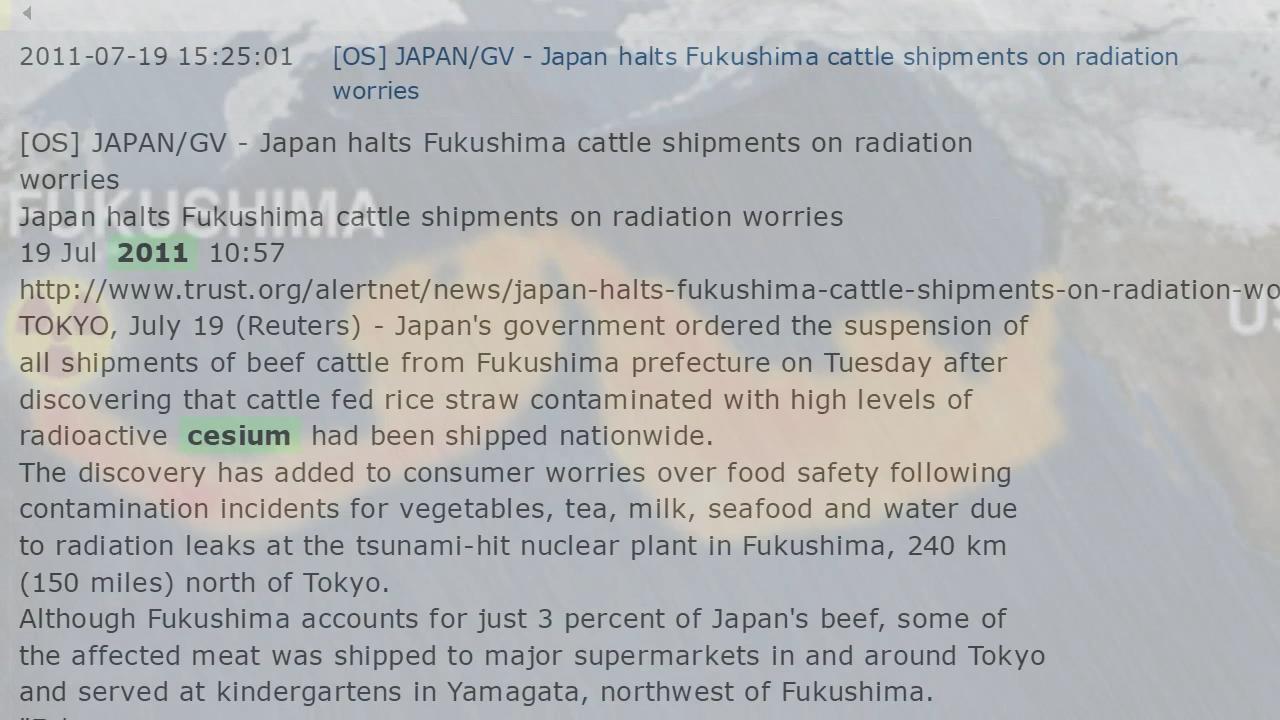 2011-07-19 15:25:01 [OS] JAPAN/GV - Japan halts Fukushima cattle shipments on radiation
worries
[OS] JAPAN/GV - Japan halts Fukushima cattle shipments on radiation
worries
FUKUSHIMA
Japan halts Fukushima cattle shipments on radiation worries
19 Jul 2011 10:57
http://www.trust.org/alertnet/news/japan-halts-fukushima-cattle-shipments-on-radiation-wo
TOKYO, July 19 (Reuters) - Japan's government ordered the suspension of
all shipments of beef cattle from Fukushima prefecture on Tuesday after
discovering that cattle fed rice straw contaminated with high levels of
radioactive cesium had been shipped nationwide.
The discovery has added to consumer worries over food safety following
contamination incidents for vegetables, tea, milk, seafood and water due
to radiation leaks at the tsunami-hit nuclear plant in Fukushima, 240 km
(150 miles) north of Tokyo.
Although Fukushima accounts for just 3 percent of Japan's beef, some of
the affected meat was shipped to major supermarkets in and around Tokyo
and served at kindergartens in Yamagata, northwest of Fukushima.